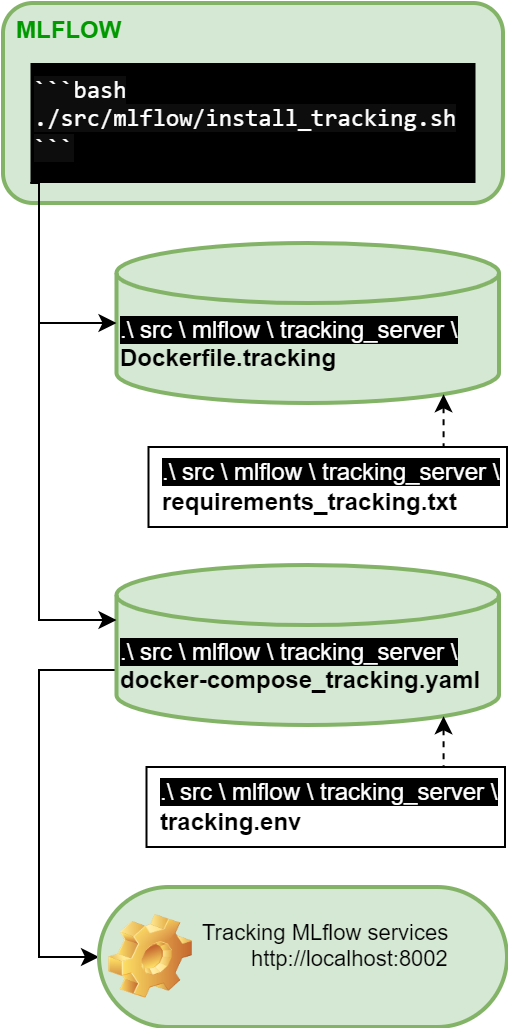 MLFLOW
```bash
./src/mlflow/install_tracking.sh
```
.\ src \ mlflow \ tracking_server \
Dockerfile.tracking
.\ src \ mlflow \ tracking_server \
requirements_tracking.txt
.\ src \ mlflow \ tracking_server \
docker-compose_tracking.yaml
.\ src \ mlflow \ tracking_server \
tracking.env
Tracking MLflow services
http://localhost:8002